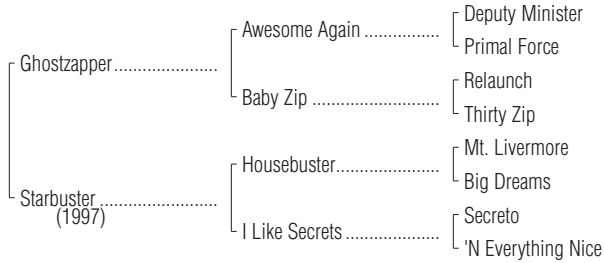 Deputy Minister
Awesome Again ................
Primal Force
Ghostzapper......................
Relaunch
Baby Zip ...........................
Thirty Zip
Mt. Livermore
Housebuster......................
Big Dreams
Starbuster .........................
(1997)
Secreto
I Like Secrets ....................
'N Everything Nice